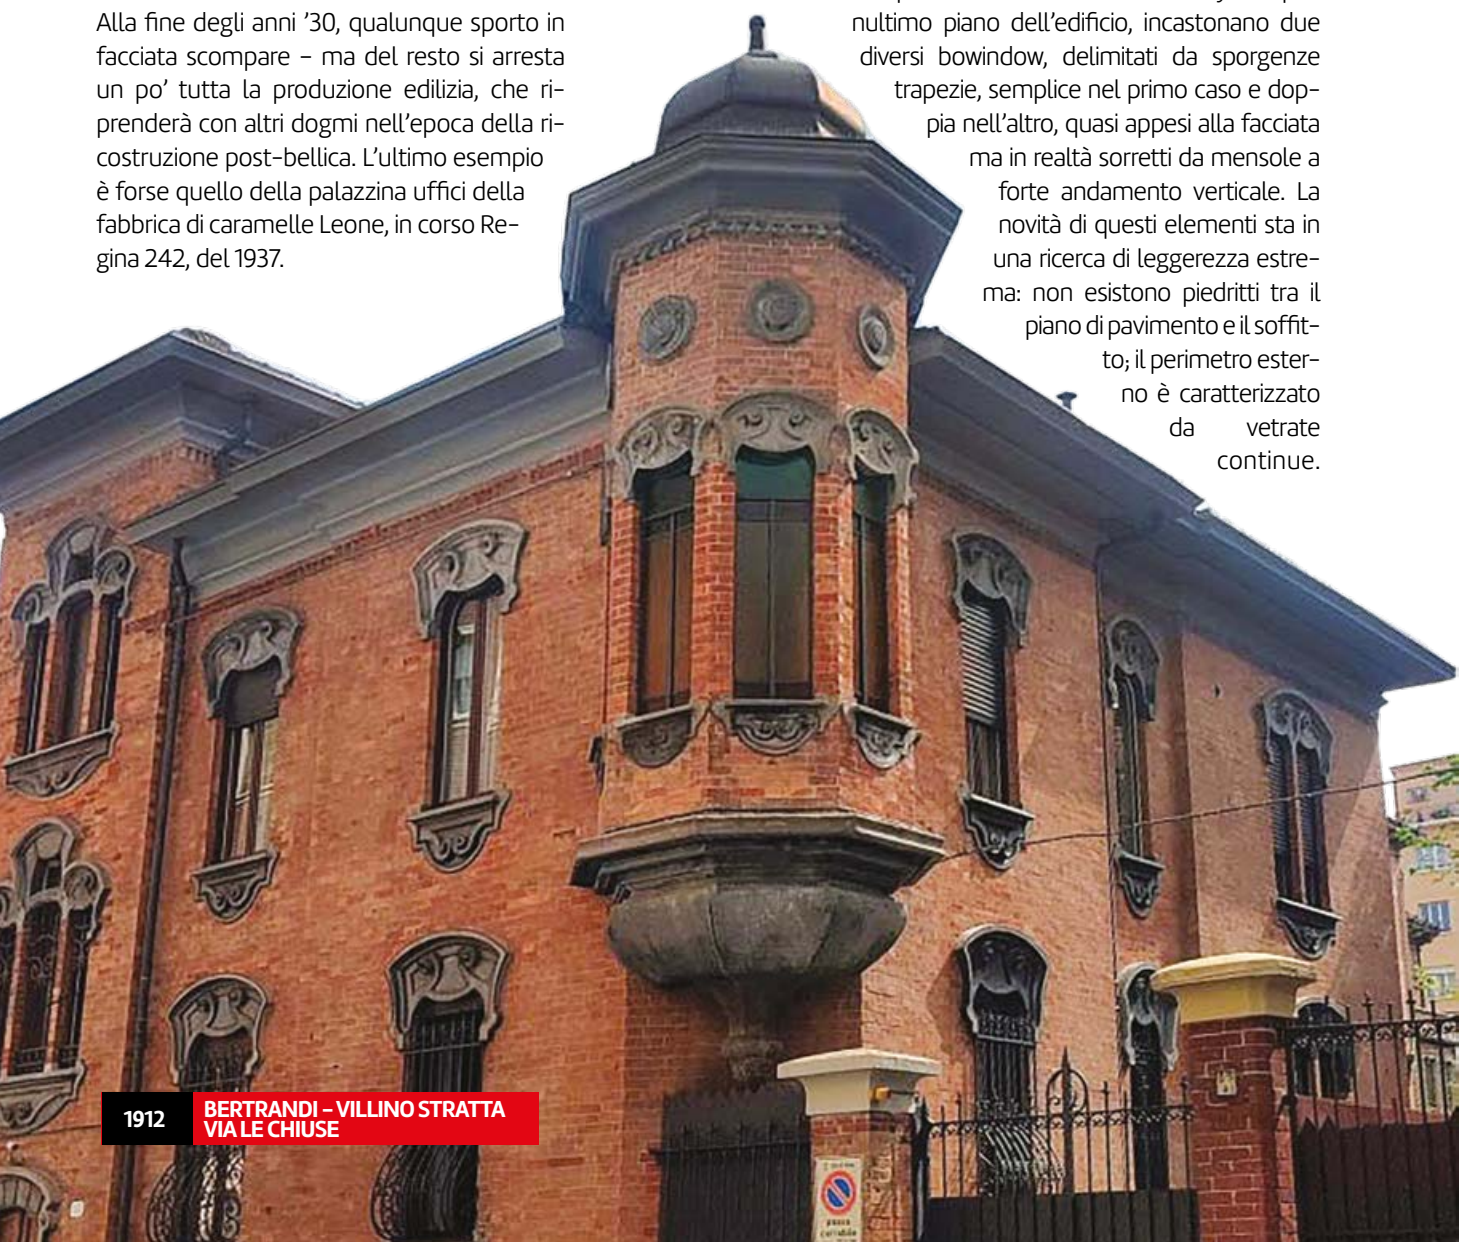 Alla fine degli anni ’30, qualunque sporto in
facciata scompare – ma del resto si arresta
un po’ tutta la produzione edilizia, che ri-
prenderà con altri dogmi nell’epoca della ri-
costruzione post-bellica. L’ultimo esempio
è forse quello della palazzina uffici della
fabbrica di caramelle Leone, in corso Re-
gina 242, del 1937.
nultimo piano dell’edificio, incastonano due
diversi bowindow, delimitati da sporgenze
trapezie, semplice nel primo caso e dop-
pia nell’altro, quasi appesi alla facciata
ma in realtà sorretti da mensole a
forte andamento verticale. La
novità di questi elementi sta in
una ricerca di leggerezza estre-
ma: non esistono piedritti tra il
piano di pavimento e il soffit-
to; il perimetro ester-
no è caratterizzato
da vetrate
continue.
1912
BERTRANDI – VILLINO STRATTA
VIA LE CHIUSE
passo
carrabile